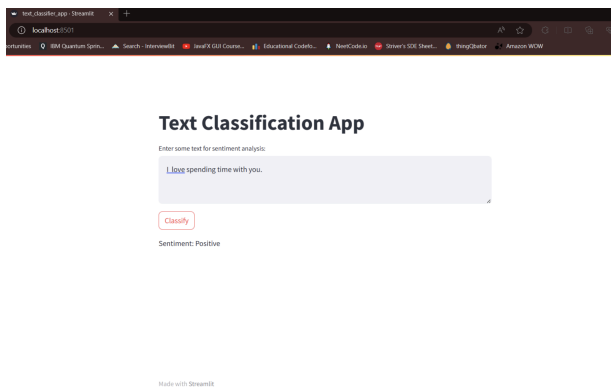 text_classifier_app · Streamlit
localhost:8501
portunities IBM Quantum Sprin... Search - InterviewBit JavaFX GUI Course... Educational Codefo... NeetCode.io Striver's SDE Sheet... thingQbator Amazon WOW
Text Classification App
Enter some text for sentiment analysis:
I love spending time with you.
Classify
Sentiment: Positive
Made with Streamlit